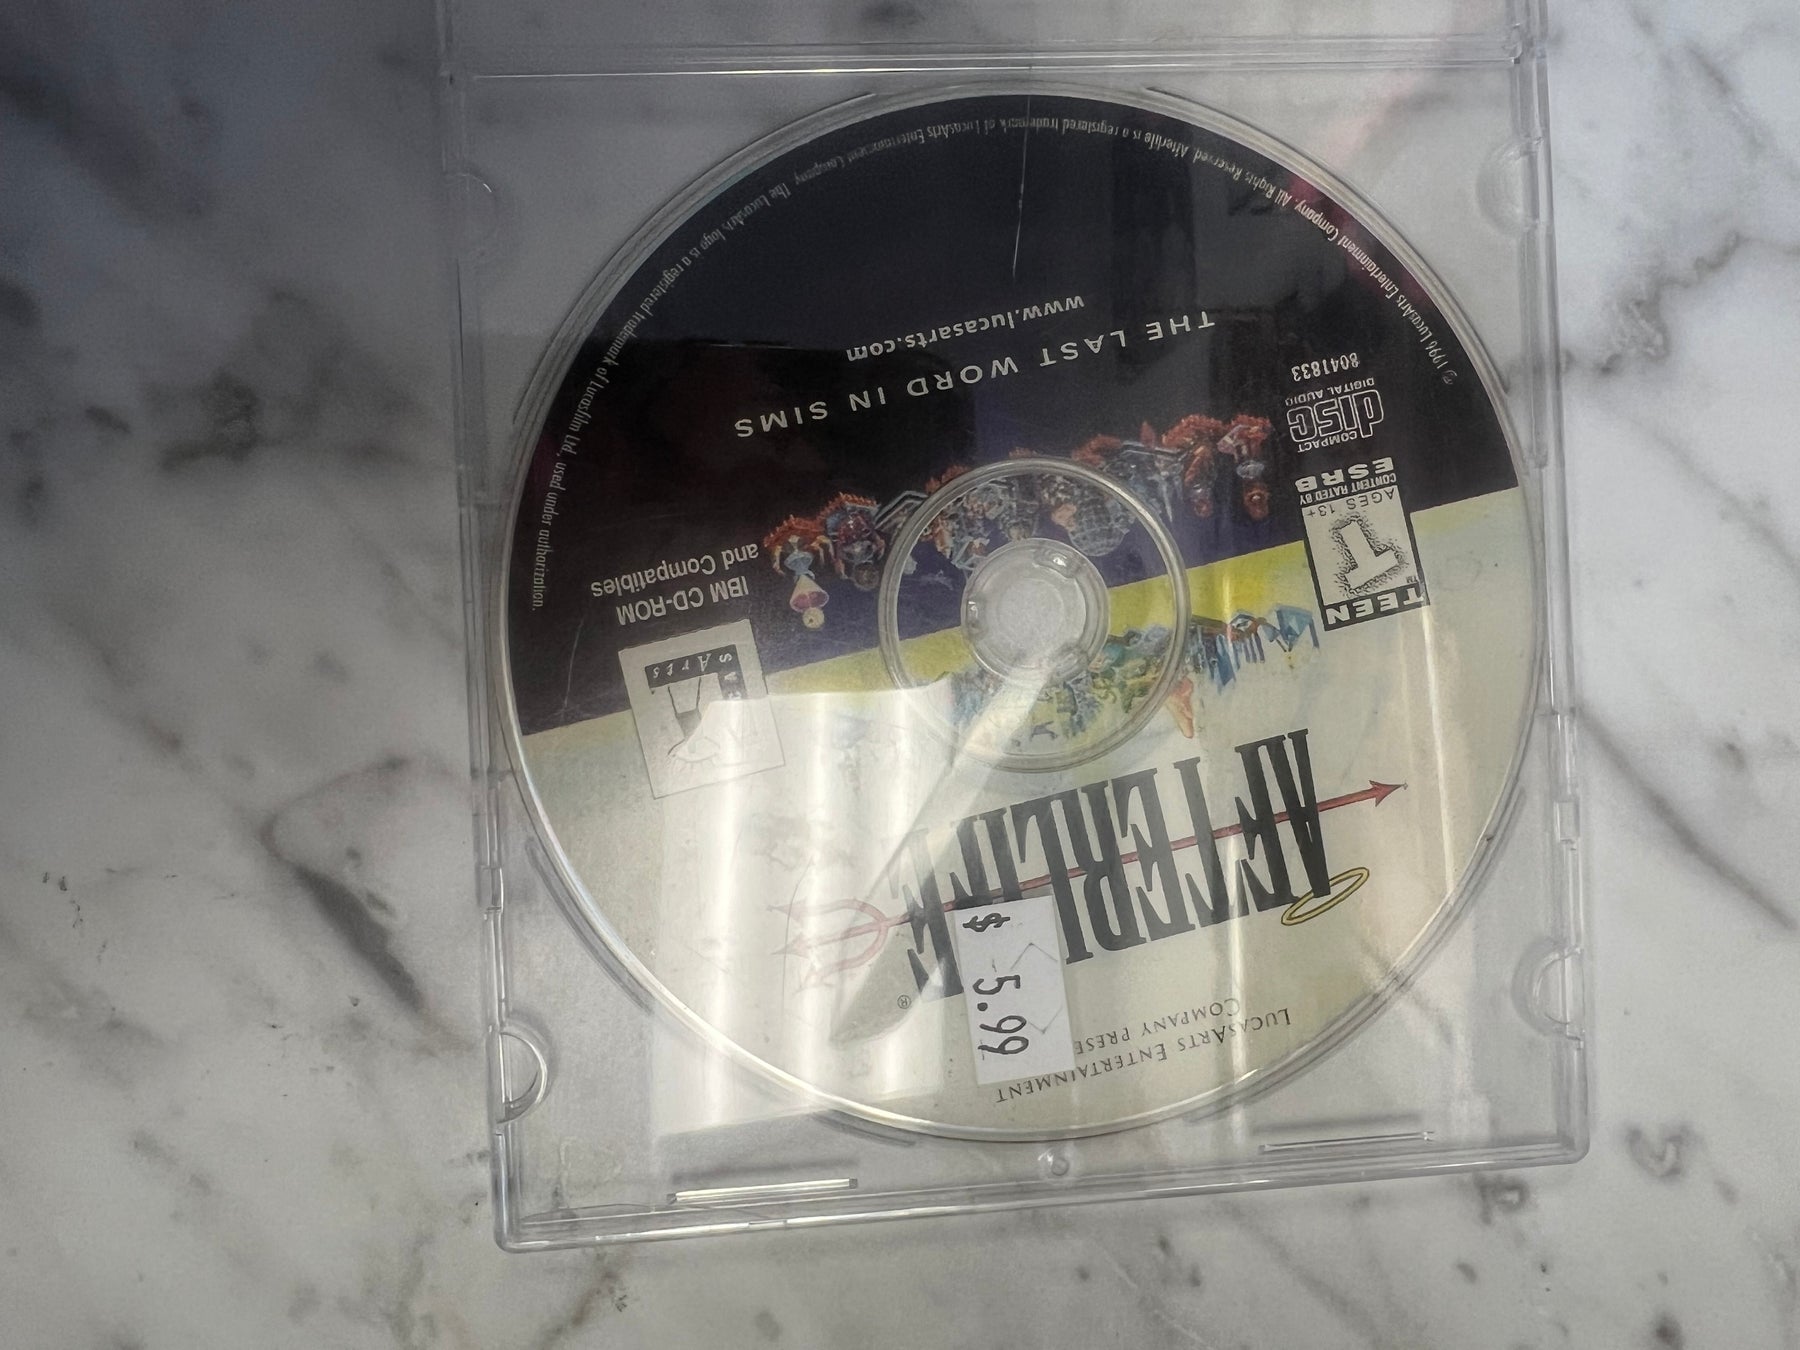 LUCASARTS ENTERTAINMENT
COMPANY
AFTERLIFE®
$ 5.99
TEEN
T
AGES 13+
CONTENT RATED BY
ESRB
COMPACT
disc
DIGITAL AUDIO
8041833
Arts
IBM CD-ROM
and Compatibles
THE LAST WORD IN SIMS
www.lucasarts.com
© 1996 LucasArts Entertainment Company. All Rights Reserved. Afterlife is a registered trademark of LucasArts Entertainment Company. The LucasArts logo is a registered trademark of Lucasfilm Ltd., used under authorization.